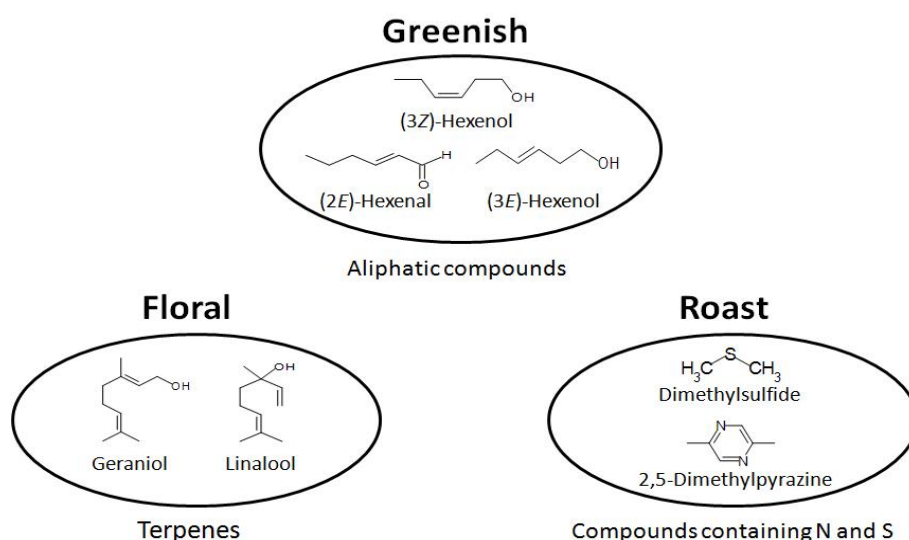 Greenish
OH
(3Z)-Hexenol
H
O
OH
(2E)-Hexenal (3E)-Hexenol
Aliphatic compounds
Floral
OH
Geraniol
OH
Linalool
Terpenes
Roast
H3C S CH3
Dimethylsulfide
N
N
2,5-Dimethylpyrazine
Compounds containing N and S